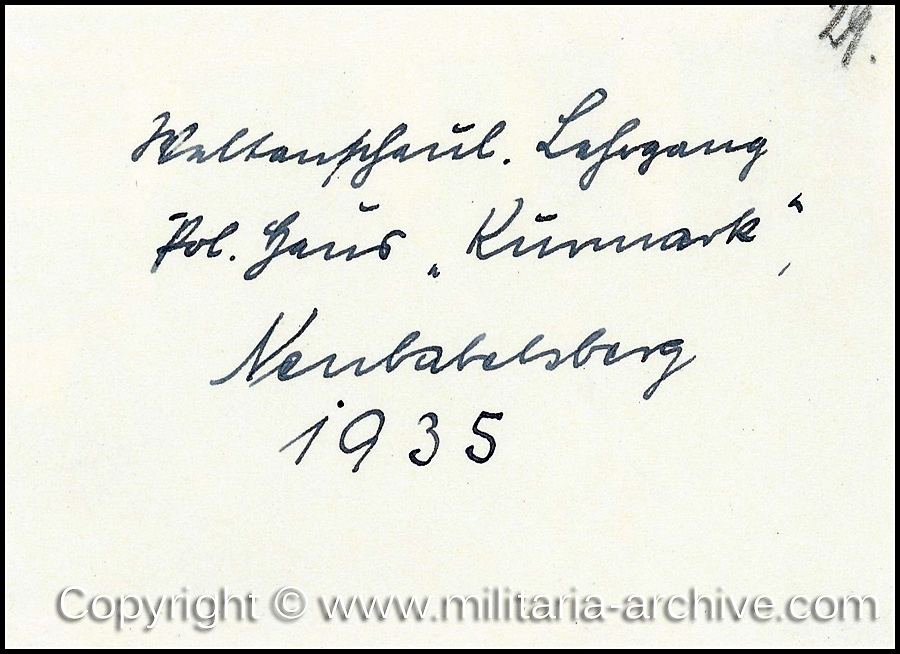 29.
Weltanschaul. Lehrgang
Pol. Haus „Kurmark“,
Neubabelsberg
1935
Copyright © www.militaria-archive.com